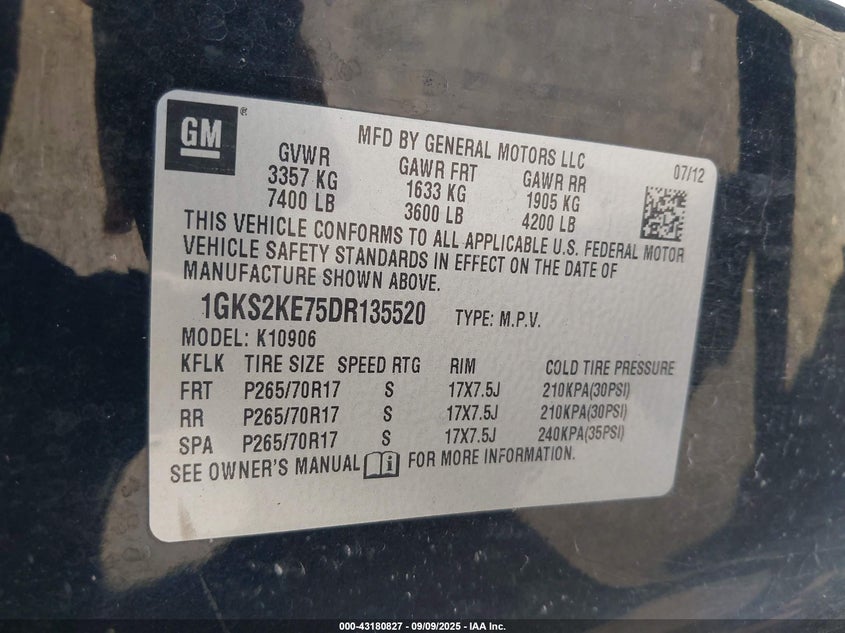 GM®
MFD BY GENERAL MOTORS LLC
07/12
GVWR GAWR FRT GAWR RR
3357 KG 1633 KG 1905 KG
7400 LB 3600 LB 4200 LB
THIS VEHICLE CONFORMS TO ALL APPLICABLE U.S. FEDERAL MOTOR
VEHICLE SAFETY STANDARDS IN EFFECT ON THE DATE OF
MANUFACTURE SHOWN ABOVE.
1GKS2KE75DR135520 TYPE: M.P.V.
MODEL: K10906
KFLK TIRE SIZE SPEED RTG RIM COLD TIRE PRESSURE
FRT P265/70R17 S 17X7.5J 210KPA(30PSI)
RR P265/70R17 S 17X7.5J 210KPA(30PSI)
SPA P265/70R17 S 17X7.5J 240KPA(35PSI)
SEE OWNER'S MANUAL i FOR MORE INFORMATION.
000-43180827 - 09/09/2025 - IAA Inc.